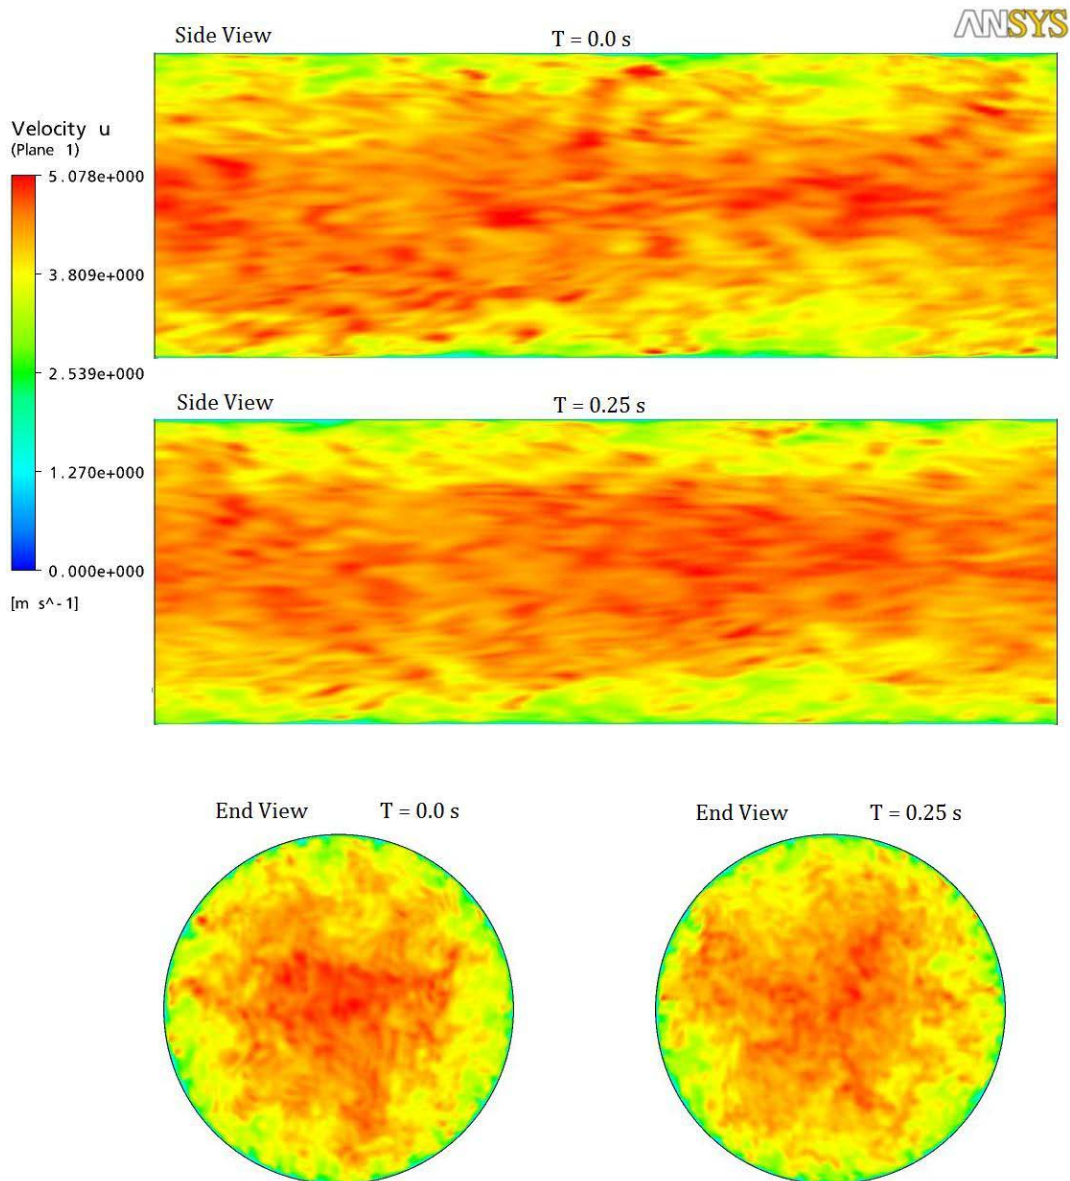 Side View T = 0.0 s
ANSYS
Velocity u
(Plane 1)
5.078e+000
3.809e+000
2.539e+000
1.270e+000
0.000e+000
[m s^-1]
Side View T = 0.25 s
End View T = 0.0 s
End View T = 0.25 s